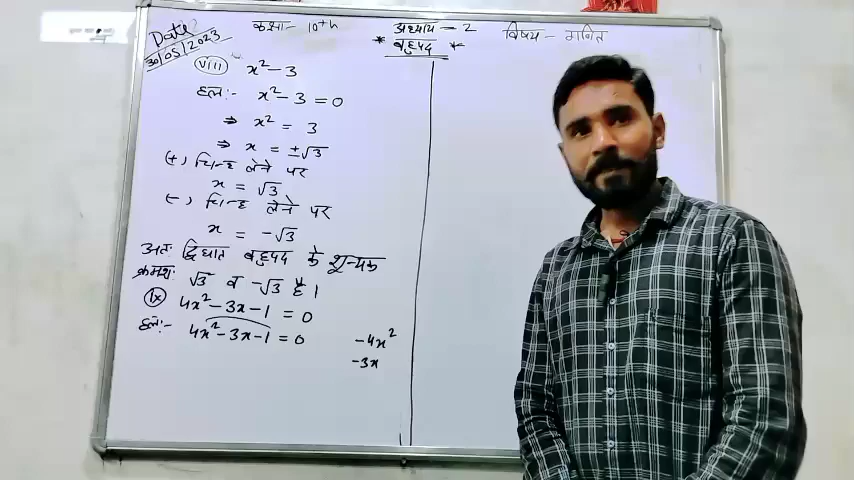 Date
30/05/2023
कक्षा- 10th
अध्याय - 2
* बहुपद *
विषय - गणित
(viii) x² - 3
हल:- x² - 3 = 0
⇒ x² = 3
⇒ x = ±√3
(+) चिन्ह लेने पर
x = √3
(-) चिन्ह लेने पर
x = -√3
अतः द्विघात बहुपद के शून्यक
क्रमशः √3 व -√3 है।
(ix) 4x² - 3x - 1 = 0
हल:- 4x² - 3x - 1 = 0
-4x²
-3x